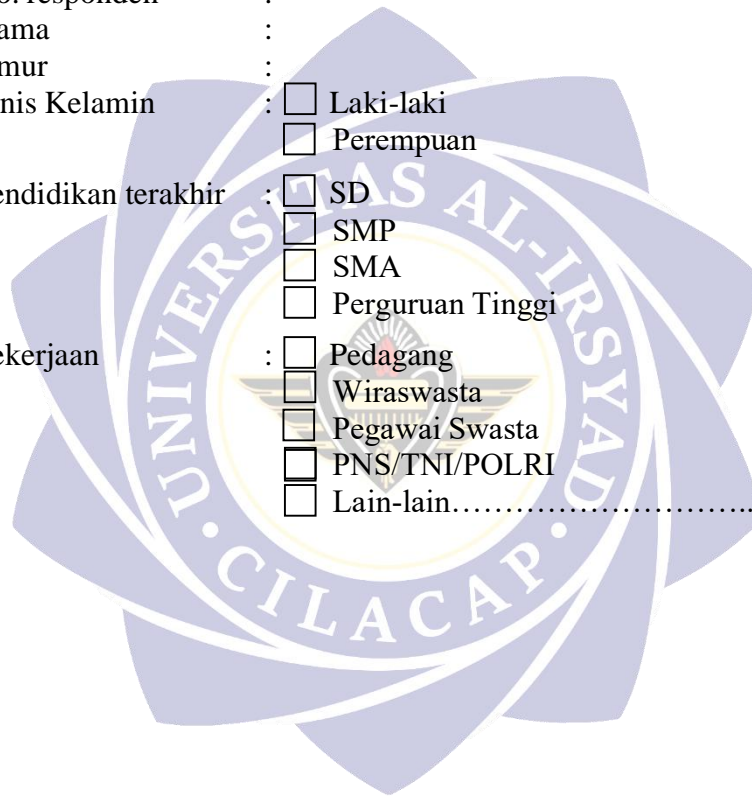 o. responden :
ama :
mur :
nis Kelamin : Laki-laki
Perempuan
endidikan terakhir : SD
SMP
SMA
Perguruan Tinggi
ekerjaan : Pedagang
Wiraswasta
Pegawai Swasta
PNS/TNI/POLRI
Lain-lain…………………………..
UNIVERSITAS AL-IRSYAD
CILACAP